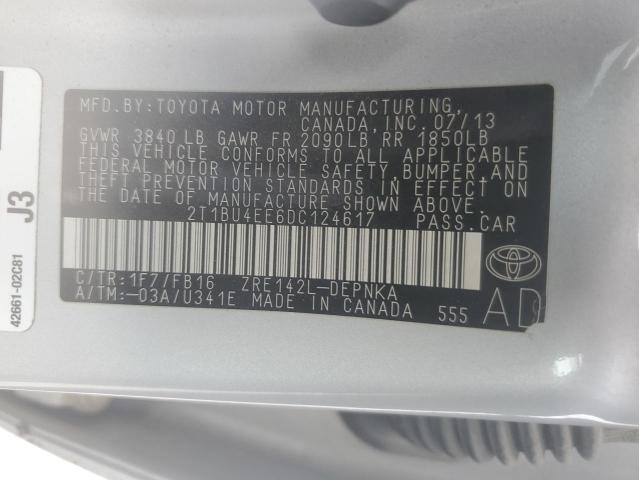 MFD.BY:TOYOTA MOTOR MANUFACTURING,
CANADA, INC. 07/13
GVWR 3840 LB GAWR FR 2090LB RR 1850LB
THIS VEHICLE CONFORMS TO ALL APPLICABLE
FEDERAL MOTOR VEHICLE SAFETY, BUMPER, AND
THEFT PREVENTION STANDARDS IN EFFECT ON
THE DATE OF MANUFACTURE SHOWN ABOVE.
2T1BU4EE6DC124617 PASS.CAR
C/TR:1F7/FB16 ZRE142L-DEPNKA
A/TM:-03A/U341E MADE IN CANADA 555
AD
TOYOTA
J3
42661-02C81